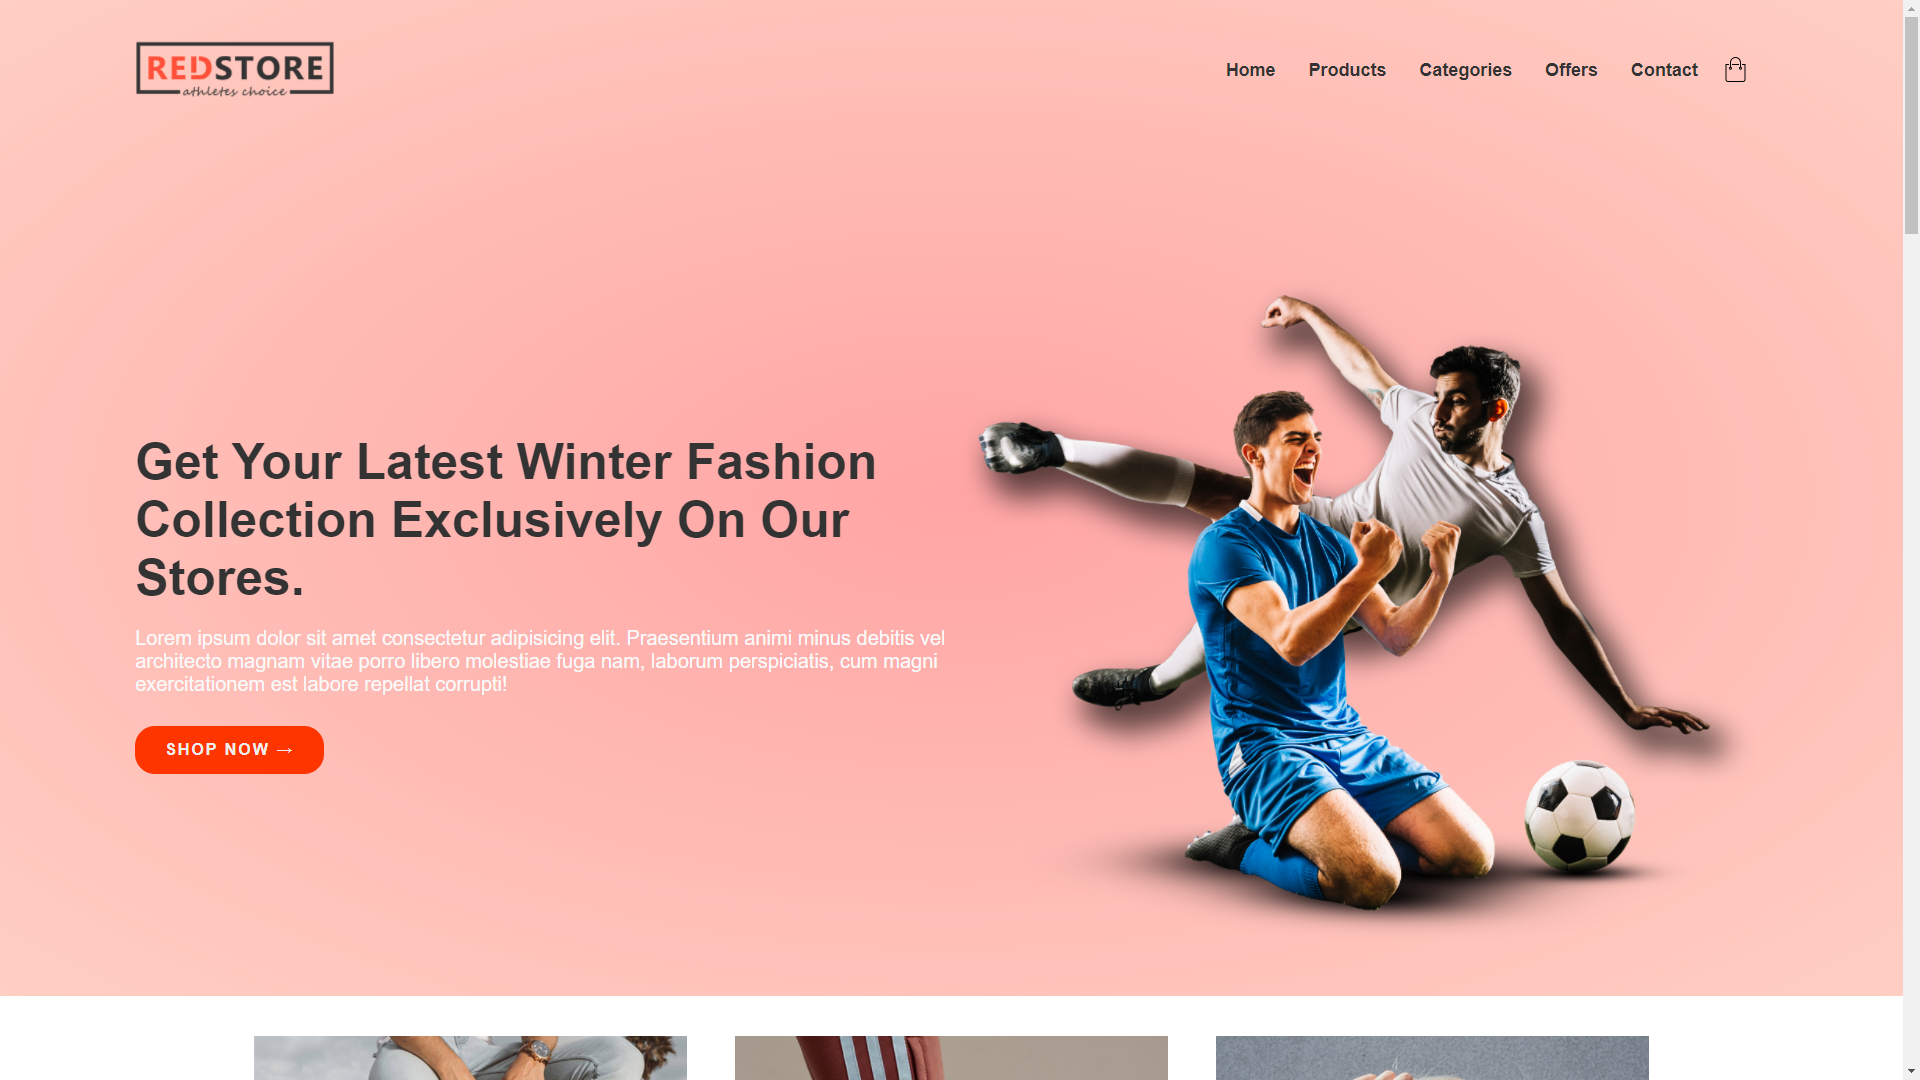 REDSTORE
athletes choice
Home Products Categories Offers Contact
Get Your Latest Winter Fashion
Collection Exclusively On Our
Stores.
Lorem ipsum dolor sit amet consectetur adipisicing elit. Praesentium animi minus debitis vel
architecto magnam vitae porro libero molestiae fuga nam, laborum perspiciatis, cum magni
exercitationem est labore repellat corrupti!
SHOP NOW →